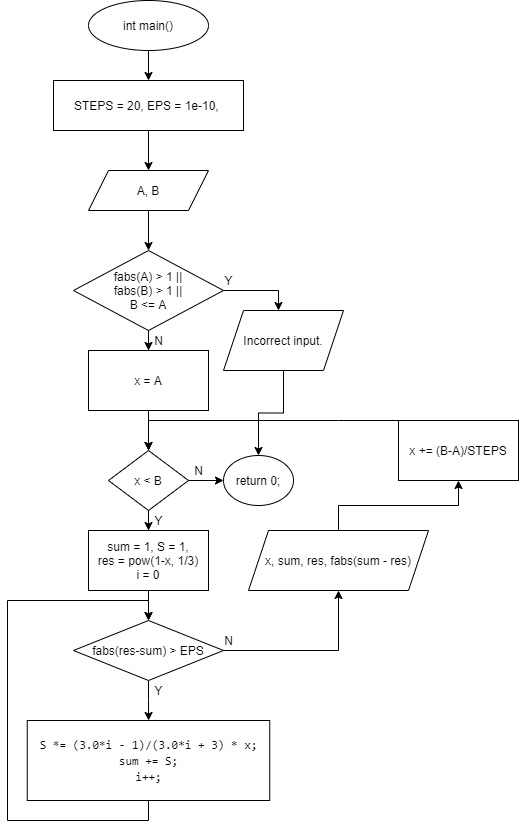 int main()
STEPS = 20, EPS = 1e-10,
A, B
fabs(A) > 1 ||
fabs(B) > 1 ||
B <= A
Y
N
Incorrect input.
x = A
x < B
N
return 0;
x += (B-A)/STEPS
Y
sum = 1, S = 1,
res = pow(1-x, 1/3)
i = 0
x, sum, res, fabs(sum - res)
fabs(res-sum) > EPS
N
Y
S *= (3.0*i - 1)/(3.0*i + 3) * x;
sum += S;
i++;